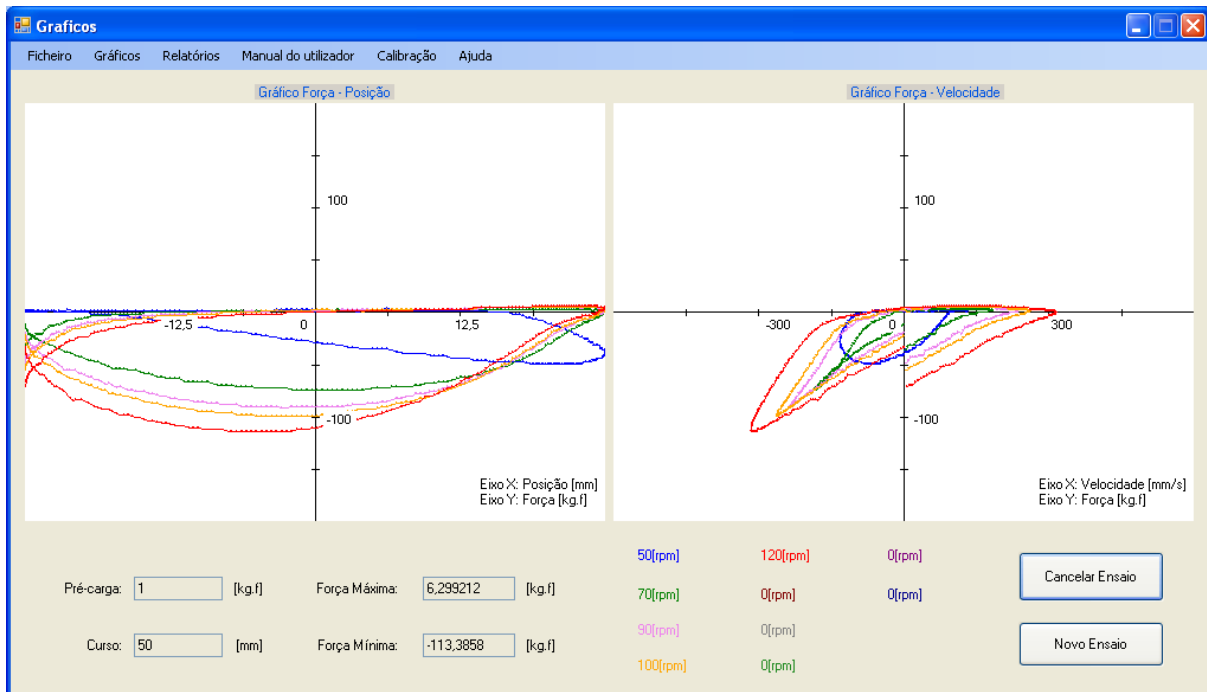 Graficos
Ficheiro Gráficos Relatórios Manual do utilizador Calibração Ajuda
Gráfico Força - Posição
100
-12,5 0 12,5
-100
Eixo X: Posição [mm]
Eixo Y: Força [kg.f]
Gráfico Força - Velocidade
100
-300 0 300
-100
Eixo X: Velocidade [mm/s]
Eixo Y: Força [kg.f]
Pré-carga: 1 [kg.f] Força Máxima: 6,299212 [kg.f]
Curso: 50 [mm] Força Mínima: -113,3858 [kg.f]
50[rpm] 120[rpm] 0[rpm]
70[rpm] 0[rpm] 0[rpm]
90[rpm] 0[rpm]
100[rpm] 0[rpm]
Cancelar Ensaio
Novo Ensaio